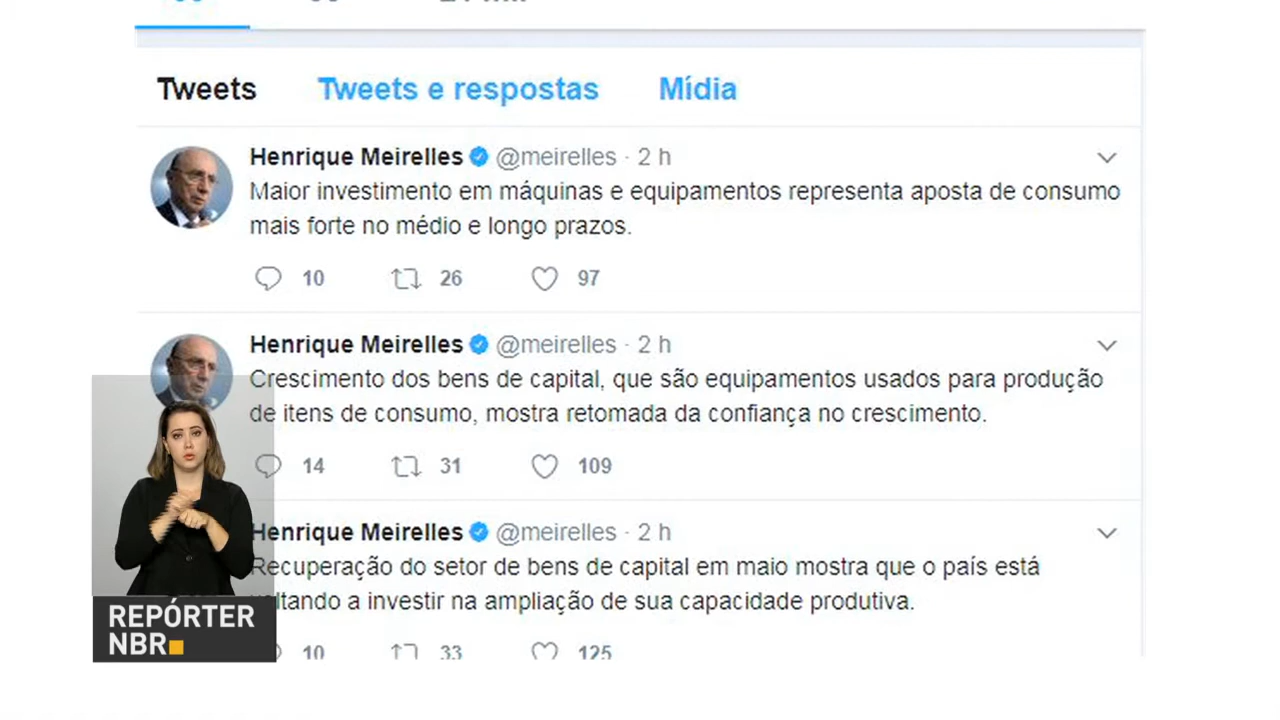 Tweets Tweets e respostas Mídia
Henrique Meirelles @meirelles · 2 h
Maior investimento em máquinas e equipamentos representa aposta de consumo
mais forte no médio e longo prazos.
10 26 97
Henrique Meirelles @meirelles · 2 h
Crescimento dos bens de capital, que são equipamentos usados para produção
de itens de consumo, mostra retomada da confiança no crescimento.
14 31 109
Henrique Meirelles @meirelles · 2 h
Recuperação do setor de bens de capital em maio mostra que o país está
voltando a investir na ampliação de sua capacidade produtiva.
10 33 125
REPÓRTER
NBR